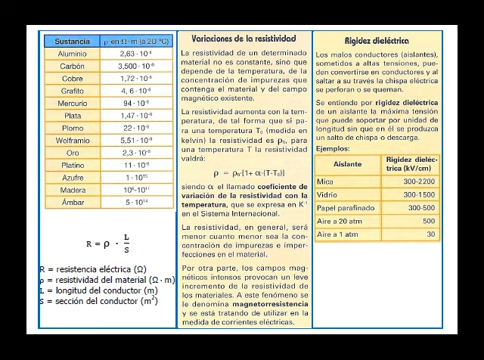 Sustancia ρ en Ω·m (a 20 ºC)
Aluminio 2,63 · 10⁻⁸
Carbón 3,500 · 10⁻⁸
Cobre 1,72 · 10⁻⁸
Grafito 4, 6 · 10⁻⁸
Mercurio 94 · 10⁻⁸
Plata 1,47 · 10⁻⁸
Plomo 22 · 10⁻⁸
Wolframio 5,51 · 10⁻⁸
Oro 2,3 · 10⁻⁸
Platino 11 · 10⁻⁸
Azufre
Madera
Ámbar
R = ρ · L
S
R = resistencia eléctrica (Ω)
ρ = resistividad del material (Ω · m)
L = longitud del conductor (m)
S = sección del conductor (m²)
Variaciones de la resistividad
La resistividad de un determinado
material no es constante, sino que
depende de la temperatura, de la
concentración de impurezas que
contenga el material y del campo
magnético existente.
La resistividad aumenta con la tem-
peratura, de tal forma que si pa-
ra una temperatura T₀ (medida en
kelvin) la resistividad es ρ₀, para
una temperatura T la resistividad
valdrá:
ρ = ρ₀·[1+ α·(T-T₀)]
siendo α el llamado coeficiente de
variación de la resistividad con la
temperatura, que se expresa en K⁻¹
en el Sistema Internacional.
La resistividad, en general, será
menor cuanto menor sea la con-
centración de impurezas e imper-
fecciones en el material.
Por otra parte, los campos mag-
néticos intensos provocan un leve
incremento de la resistividad de
los materiales. A este fenómeno se
le denomina magnetorresistencia
y se está tratando de utilizar en la
medida de corrientes eléctricas.
Rigidez dieléctrica
Los malos conductores (aislantes),
sometidos a altas tensiones, pue-
den convertirse en conductores y al
saltar a su través la chispa eléctrica
se perforan o se queman.
Se entiende por rigidez dieléctrica
de un aislante la máxima tensión
que puede soportar por unidad de
longitud sin que en él se produzca
un salto de chispa o descarga.
Ejemplos:
Aislante Rigidez dieléc-
trica (kV/cm)
Mica 300-2200
Vidrio 300-1500
Papel parafinado 300-500
Aire a 20 atm 500
Aire a 1 atm 30